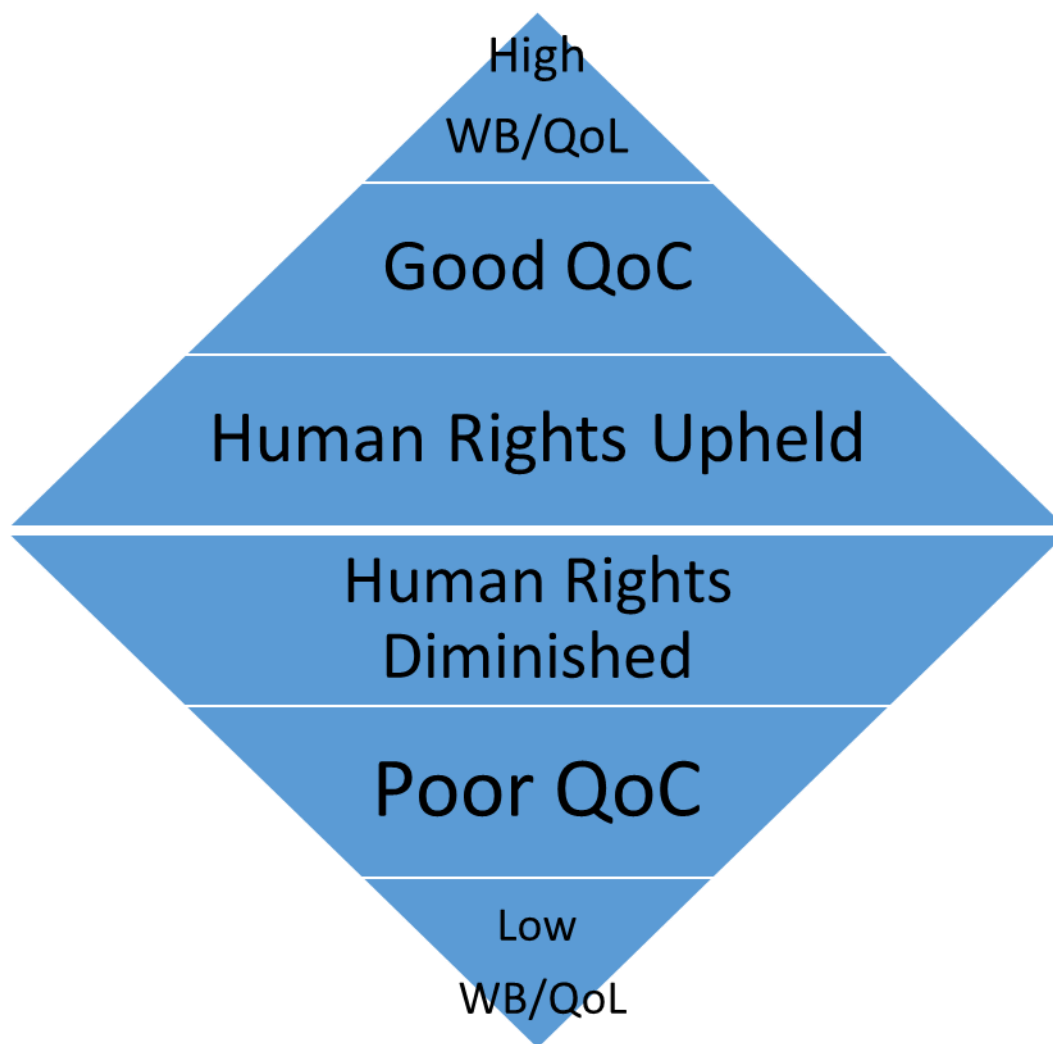 High
WB/QoL
Good QoC
Human Rights Upheld
Human Rights
Diminished
Poor QoC
Low
WB/QoL